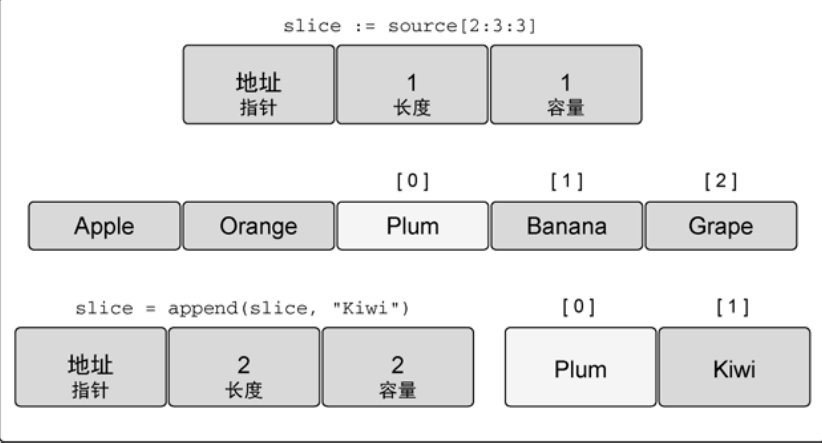 slice := source[2:3:3]
地址 1 1
指针 长度 容量
[0] [1] [2]
Apple Orange Plum Banana Grape
slice = append(slice, "Kiwi") [0] [1]
地址 2 2 Plum Kiwi
指针 长度 容量